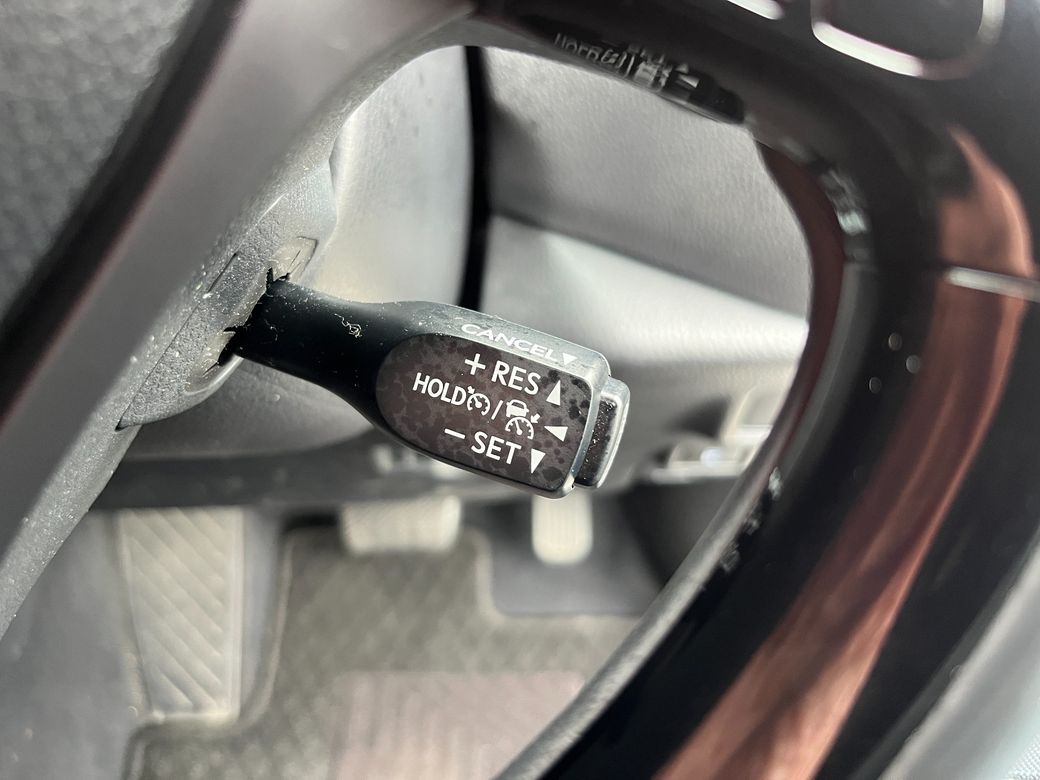 CANCEL▼
+ RES ▲
HOLD / ◀
− SET ▼